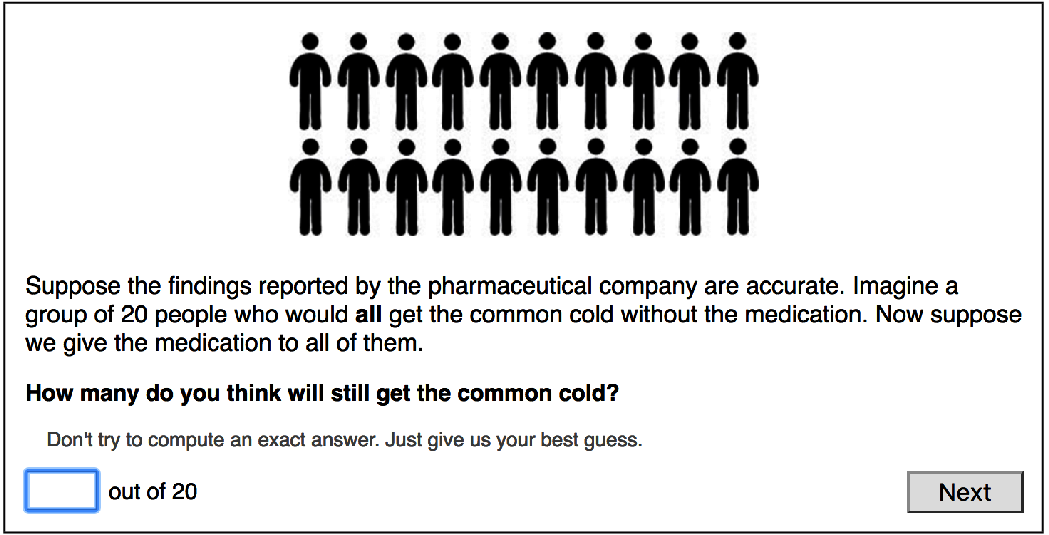 Suppose the findings reported by the pharmaceutical company are accurate. Imagine a
group of 20 people who would all get the common cold without the medication. Now suppose
we give the medication to all of them.
How many do you think will still get the common cold?
Don't try to compute an exact answer. Just give us your best guess.
out of 20
Next